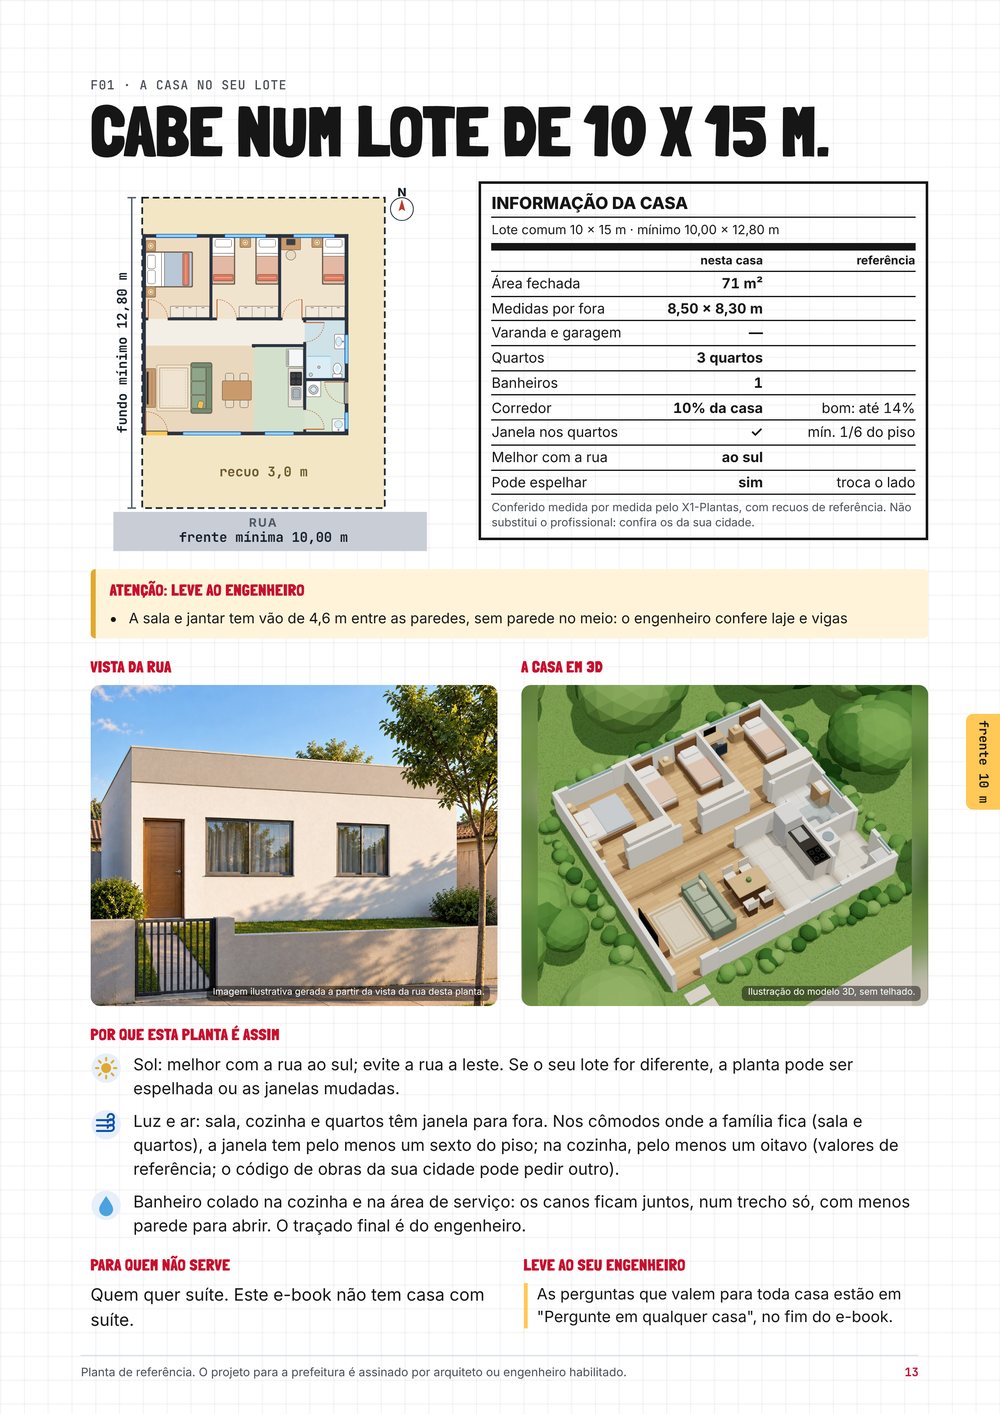 F01 · A CASA NO SEU LOTE
CABE NUM LOTE DE 10 X 15 M.
N
fundo mínimo 12,80 m
recuo 3,0 m
RUA
frente mínima 10,00 m
INFORMAÇÃO DA CASA
Lote comum 10 × 15 m · mínimo 10,00 × 12,80 m
nesta casa referência
Área fechada 71 m²
Medidas por fora 8,50 × 8,30 m
Varanda e garagem —
Quartos 3 quartos
Banheiros 1
Corredor 10% da casa bom: até 14%
Janela nos quartos ✓ mín. 1/6 do piso
Melhor com a rua ao sul
Pode espelhar sim troca o lado
Conferido medida por medida pelo X1-Plantas, com recuos de referência. Não
substitui o profissional: confira os da sua cidade.
ATENÇÃO: LEVE AO ENGENHEIRO
• A sala e jantar tem vão de 4,6 m entre as paredes, sem parede no meio: o engenheiro confere laje e vigas
VISTA DA RUA
Imagem ilustrativa gerada a partir da vista da rua desta planta.
A CASA EM 3D
Ilustração do modelo 3D, sem telhado.
frente 10 m
POR QUE ESTA PLANTA É ASSIM
Sol: melhor com a rua ao sul; evite a rua a leste. Se o seu lote for diferente, a planta pode ser
espelhada ou as janelas mudadas.
Luz e ar: sala, cozinha e quartos têm janela para fora. Nos cômodos onde a família fica (sala e
quartos), a janela tem pelo menos um sexto do piso; na cozinha, pelo menos um oitavo (valores de
referência; o código de obras da sua cidade pode pedir outro).
Banheiro colado na cozinha e na área de serviço: os canos ficam juntos, num trecho só, com menos
parede para abrir. O traçado final é do engenheiro.
PARA QUEM NÃO SERVE
Quem quer suíte. Este e-book não tem casa com
suíte.
LEVE AO SEU ENGENHEIRO
As perguntas que valem para toda casa estão em
"Pergunte em qualquer casa", no fim do e-book.
Planta de referência. O projeto para a prefeitura é assinado por arquiteto ou engenheiro habilitado.
13